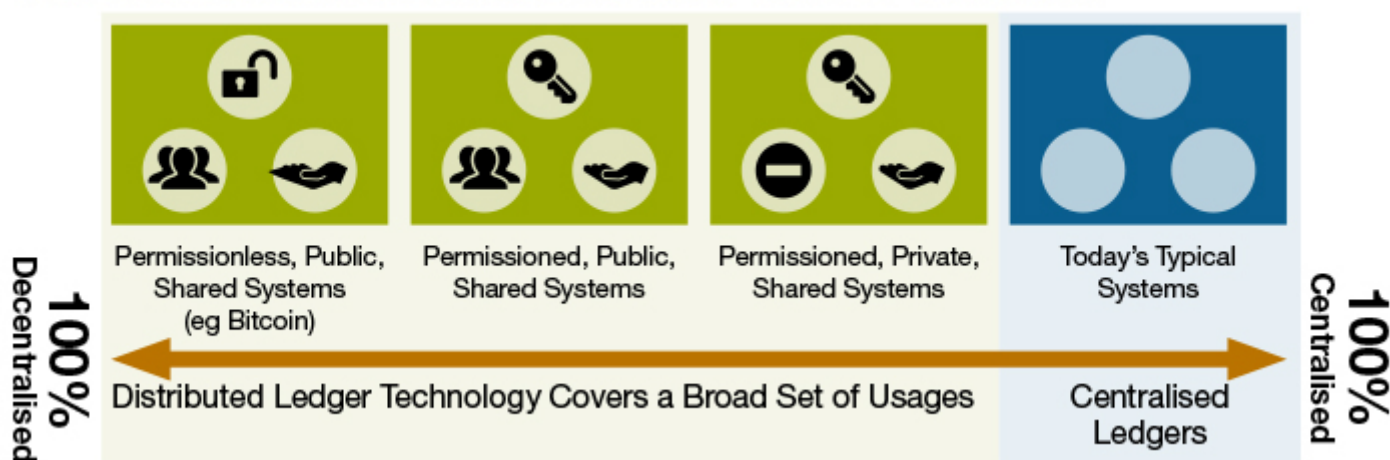 Permissionless, Public,
Shared Systems
(eg Bitcoin)
Permissioned, Public,
Shared Systems
Permissioned, Private,
Shared Systems
Today's Typical
Systems
100%
Decentralised
100%
Centralised
Distributed Ledger Technology Covers a Broad Set of Usages
Centralised
Ledgers